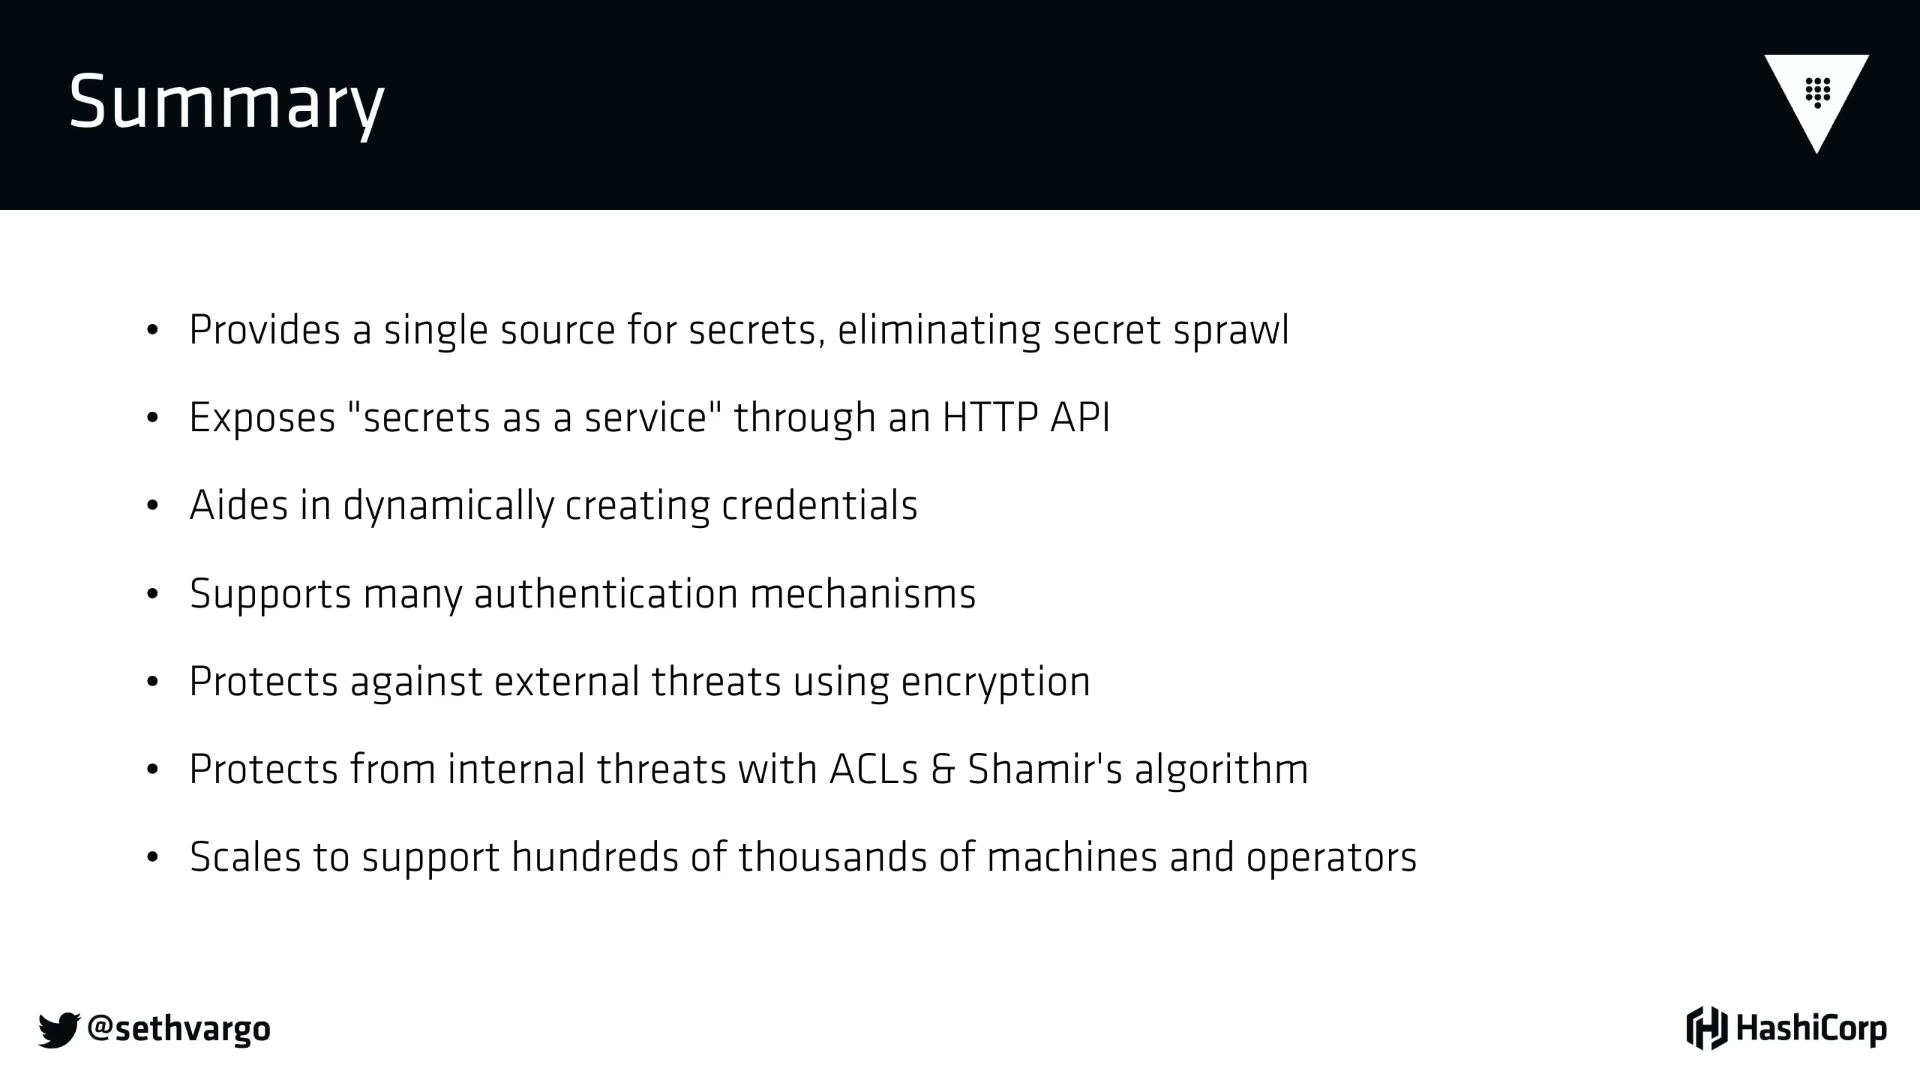 Summary
• Provides a single source for secrets, eliminating secret sprawl
• Exposes "secrets as a service" through an HTTP API
• Aides in dynamically creating credentials
• Supports many authentication mechanisms
• Protects against external threats using encryption
• Protects from internal threats with ACLs & Shamir's algorithm
• Scales to support hundreds of thousands of machines and operators
@sethvargo
HashiCorp